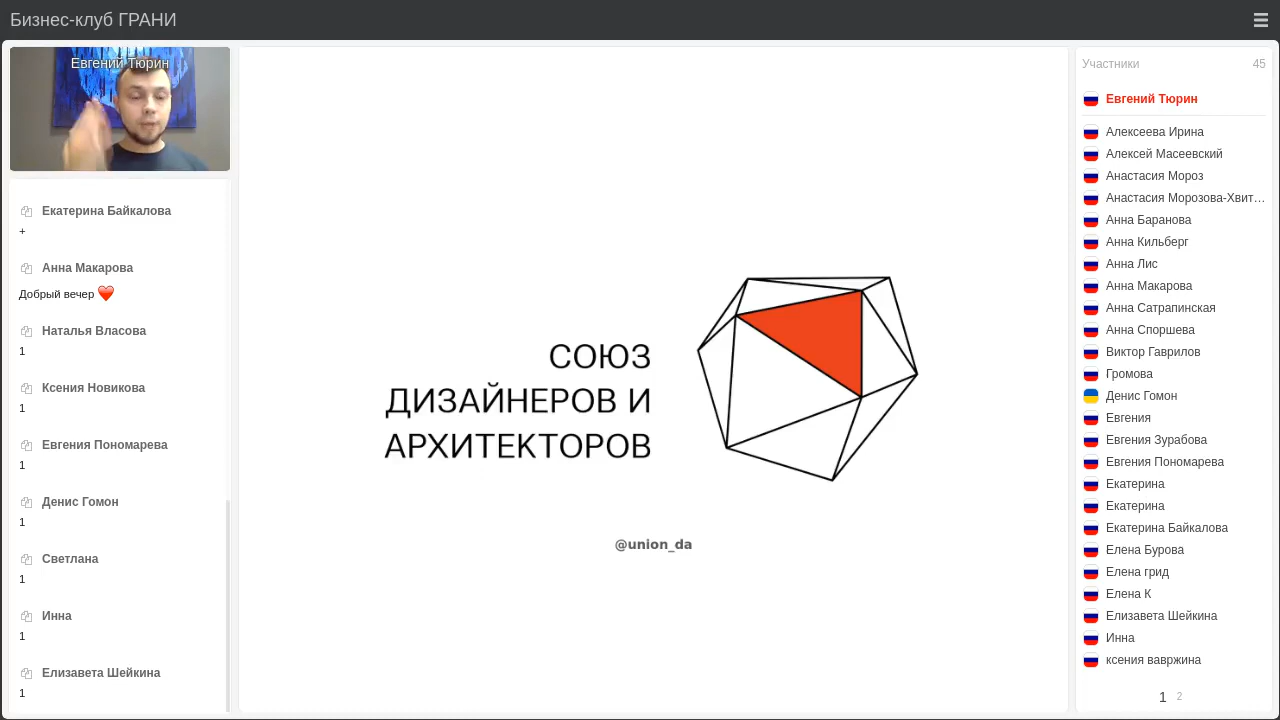 Бизнес-клуб ГРАНИ
Евгений Тюрин
Екатерина Байкалова
+
Анна Макарова
Добрый вечер ❤️
Наталья Власова
1
Ксения Новикова
1
Евгения Пономарева
1
Денис Гомон
1
Светлана
1
Инна
1
Елизавета Шейкина
1
СОЮЗ
ДИЗАЙНЕРОВ И
АРХИТЕКТОРОВ
@union_da
Участники 45
Евгений Тюрин
Алексеева Ирина
Алексей Масеевский
Анастасия Мороз
Анастасия Морозова-Хвит…
Анна Баранова
Анна Кильберг
Анна Лис
Анна Макарова
Анна Сатрапинская
Анна Споршева
Виктор Гаврилов
Громова
Денис Гомон
Евгения
Евгения Зурабова
Евгения Пономарева
Екатерина
Екатерина
Екатерина Байкалова
Елена Бурова
Елена грид
Елена К
Елизавета Шейкина
Инна
ксения вавржина
1 2